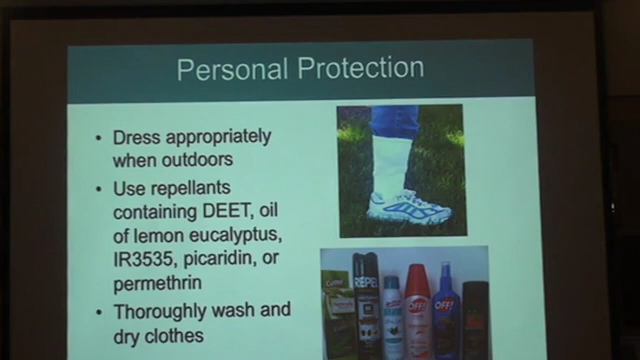 Personal Protection
• Dress appropriately
when outdoors
• Use repellants
containing DEET, oil
of lemon eucalyptus,
IR3535, picaridin, or
permethrin
• Thoroughly wash and
dry clothes
REPEL
OFF!
OFF!